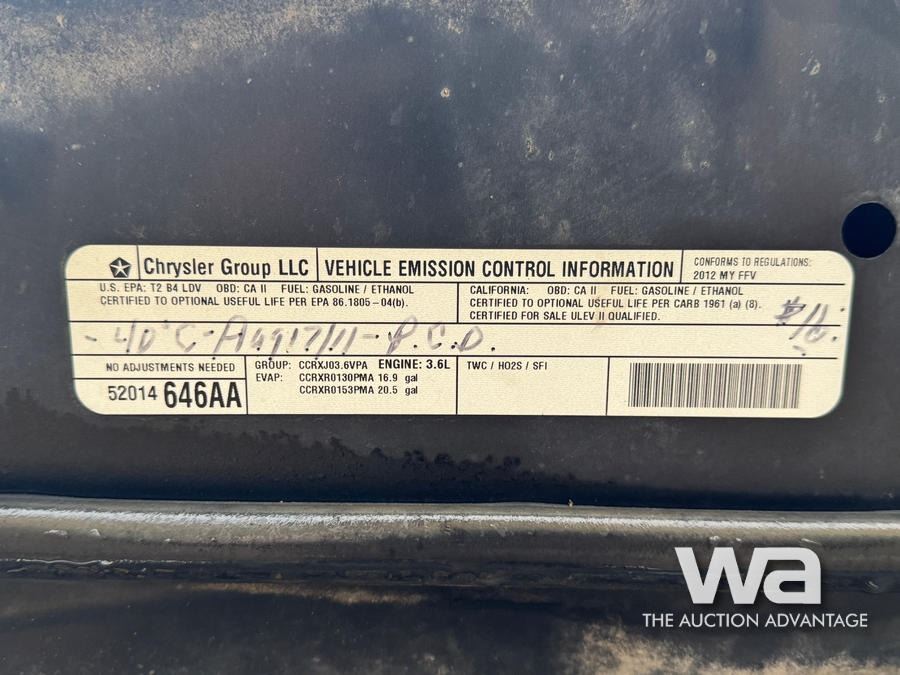 Chrysler Group LLC
VEHICLE EMISSION CONTROL INFORMATION
CONFORMS TO REGULATIONS:
2012 MY FFV
U.S. EPA: T2 B4 LDV OBD: CA II FUEL: GASOLINE / ETHANOL
CERTIFIED TO OPTIONAL USEFUL LIFE PER EPA 86.1805-04(b).
CALIFORNIA: OBD: CA II FUEL: GASOLINE / ETHANOL
CERTIFIED TO OPTIONAL USEFUL LIFE PER CARB 1961 (a) (8).
CERTIFIED FOR SALE ULEV II QUALIFIED.
-40°C-Aug17/11-
NO ADJUSTMENTS NEEDED
52014 646AA
GROUP: CCRXJ03.6VPA ENGINE: 3.6L
EVAP: CCRXR0130PMA 16.9 gal
CCRXR0153PMA 20.5 gal
TWC / HO2S / SFI
wa
THE AUCTION ADVANTAGE